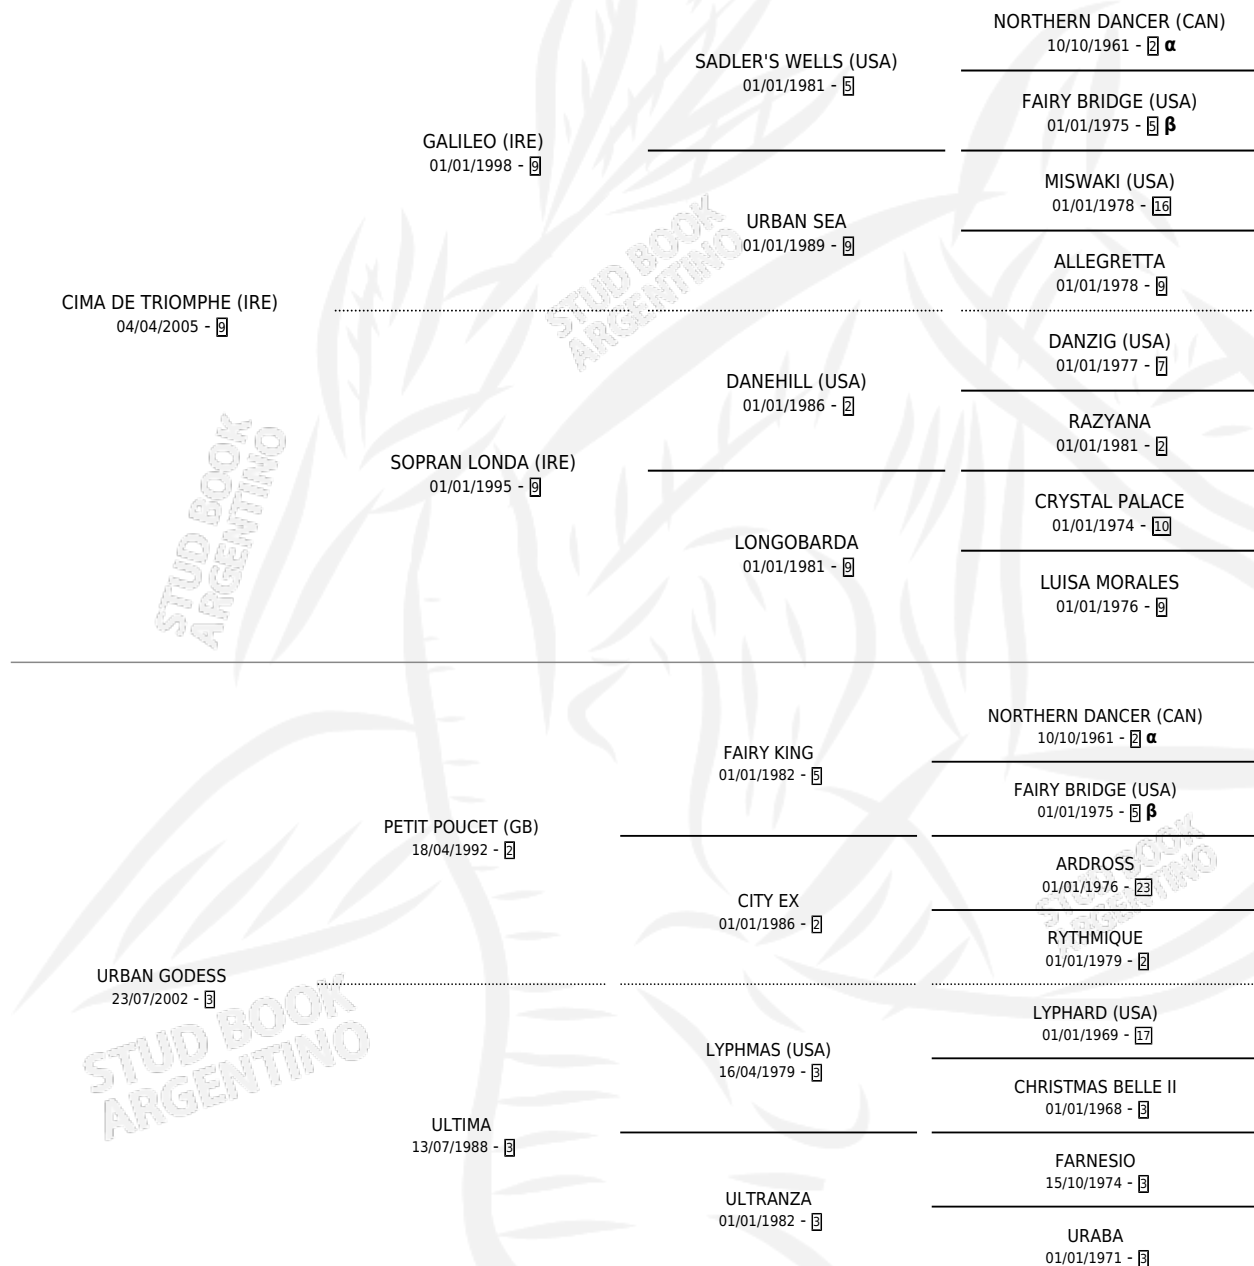 NORTHERN DANCER (CAN)
10/10/1961 - 2 α
SADLER'S WELLS (USA)
01/01/1981 - 5
FAIRY BRIDGE (USA)
01/01/1975 - 5 β
GALILEO (IRE)
01/01/1998 - 9
MISWAKI (USA)
01/01/1978 - 16
URBAN SEA
01/01/1989 - 9
ALLEGRETTA
01/01/1978 - 9
CIMA DE TRIOMPHE (IRE)
04/04/2005 - 9
DANZIG (USA)
01/01/1977 - 7
DANEHILL (USA)
01/01/1986 - 2
RAZYANA
01/01/1981 - 2
SOPRAN LONDA (IRE)
01/01/1995 - 9
CRYSTAL PALACE
01/01/1974 - 10
LONGOBARDA
01/01/1981 - 9
LUISA MORALES
01/01/1976 - 9
NORTHERN DANCER (CAN)
10/10/1961 - 2 α
FAIRY KING
01/01/1982 - 5
FAIRY BRIDGE (USA)
01/01/1975 - 5 β
PETIT POUCET (GB)
18/04/1992 - 2
ARDROSS
01/01/1976 - 23
CITY EX
01/01/1986 - 2
RYTHMIQUE
01/01/1979 - 2
URBAN GODESS
23/07/2002 - 3
LYPHARD (USA)
01/01/1969 - 17
LYPHMAS (USA)
16/04/1979 - 3
CHRISTMAS BELLE II
01/01/1968 - 3
ULTIMA
13/07/1988 - 3
FARNESIO
15/10/1974 - 3
ULTRANZA
01/01/1982 - 3
URABA
01/01/1971 - 3
STUD BOOK
ARGENTINO
STUD BOOK
ARGENTINO
STUD BOOK
ARGENTINO
STUD BOOK
ARGENTINO